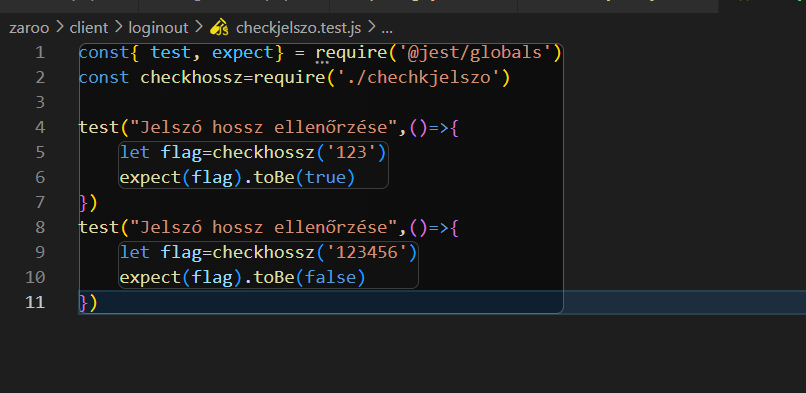 zaroo > client > loginout > checkjelszo.test.js > ...
1 const{ test, expect} = require('@jest/globals')
2 const checkhossz=require('./chechkjelszo')
3
4 test("Jelszó hossz ellenőrzése",()=>{
5 let flag=checkhossz('123')
6 expect(flag).toBe(true)
7 })
8 test("Jelszó hossz ellenőrzése",()=>{
9 let flag=checkhossz('123456')
10 expect(flag).toBe(false)
11 })